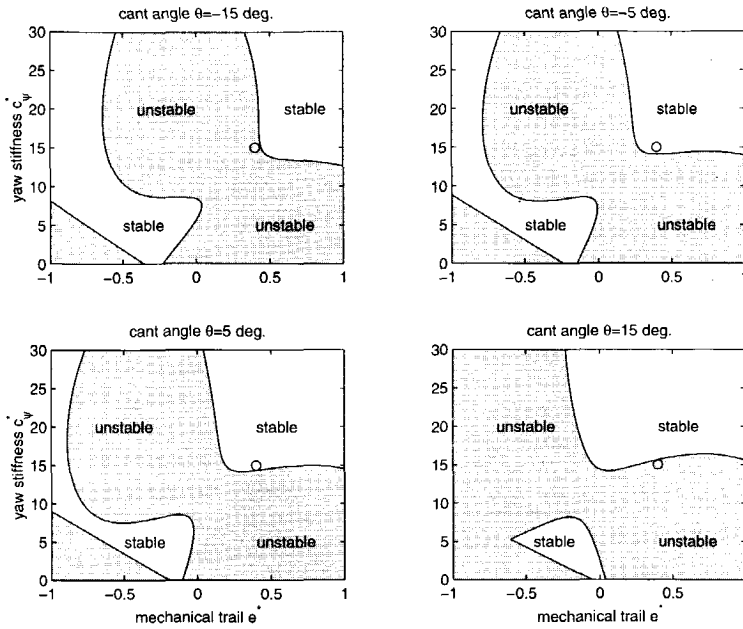 cant angle θ=−15 deg.
30
25
20
15
10
5
0
yaw stiffness c*ψ
unstable
stable
stable
unstable
−1
−0.5
0
0.5
1
cant angle θ=−5 deg.
30
25
20
15
10
5
0
unstable
stable
stable
unstable
−1
−0.5
0
0.5
1
cant angle θ=5 deg.
30
25
20
15
10
5
0
yaw stiffness c*ψ
unstable
stable
stable
unstable
−1
−0.5
0
0.5
1
mechanical trail e*
cant angle θ=15 deg.
30
25
20
15
10
5
0
unstable
stable
stable
unstable
−1
−0.5
0
0.5
1
mechanical trail e*